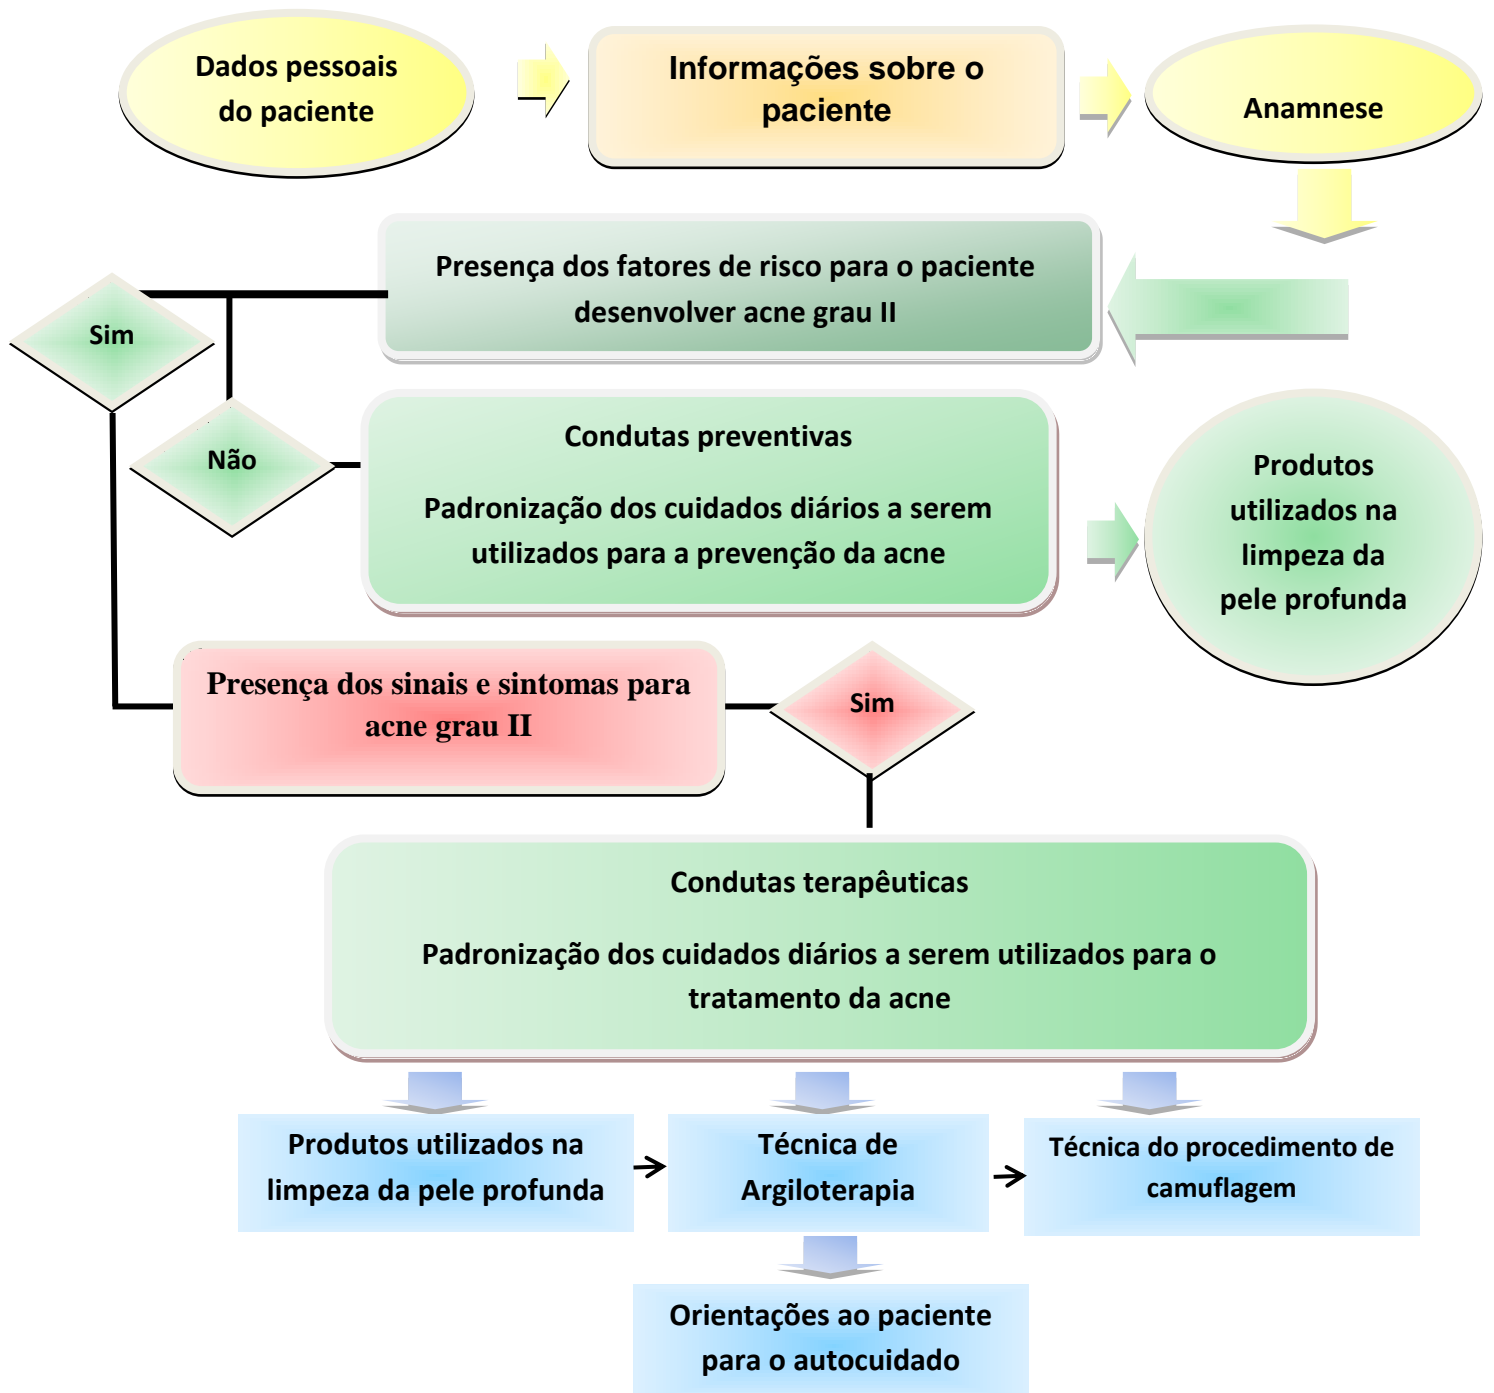 Dados pessoais
do paciente
Informações sobre o
paciente
Anamnese
Presença dos fatores de risco para o paciente
desenvolver acne grau II
Sim
Não
Condutas preventivas
Padronização dos cuidados diários a serem
utilizados para a prevenção da acne
Produtos
utilizados na
limpeza da
pele profunda
Presença dos sinais e sintomas para
acne grau II
Sim
Condutas terapêuticas
Padronização dos cuidados diários a serem utilizados para o
tratamento da acne
Produtos utilizados na
limpeza da pele profunda
Técnica de
Argiloterapia
Técnica do procedimento de
camuflagem
Orientações ao paciente
para o autocuidado